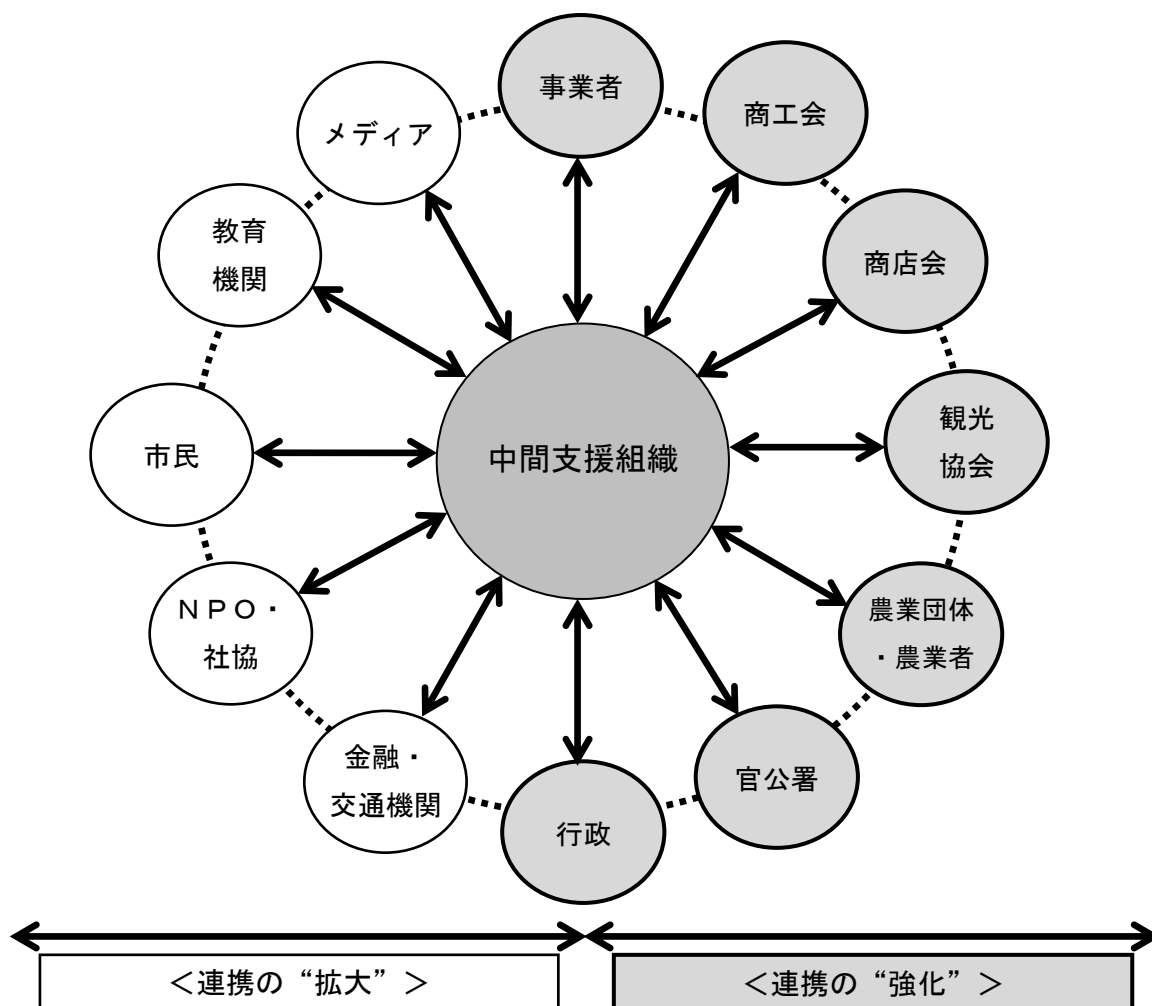 事業者
商工会
メディア
商店会
教育
機関
観光
協会
市民
中間支援組織
農業団体
・農業者
ＮＰＯ・
社協
官公署
金融・
交通機関
行政
＜連携の“拡大”＞
＜連携の“強化”＞